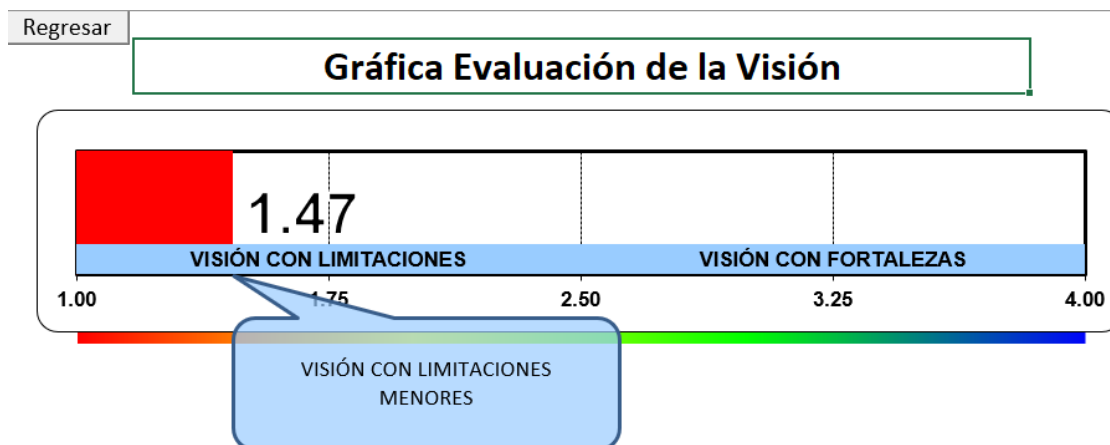 Regresar
Gráfica Evaluación de la Visión
1.47
VISIÓN CON LIMITACIONES
VISIÓN CON FORTALEZAS
1.00
1.75
2.50
3.25
4.00
VISIÓN CON LIMITACIONES
MENORES